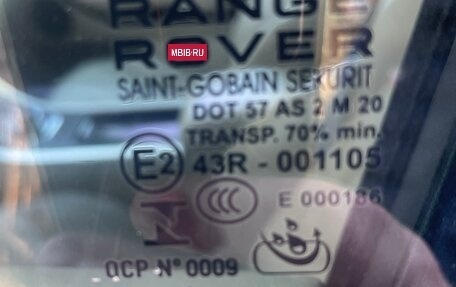 RANGE
ROVER
MBIB·RU
SAINT-GOBAIN SEKURIT
DOT 57 AS 2 M 20
TRANSP. 70% min.
E2 43R - 001105
CCC E 000186
QCP N° 0009